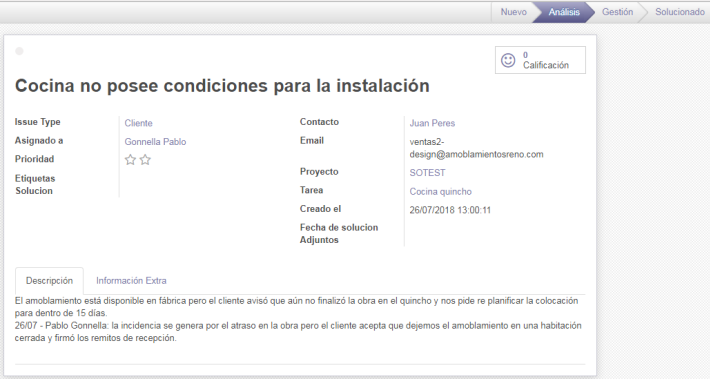 Nuevo Análisis Gestión Solucionado
0
Calificación
Cocina no posee condiciones para la instalación
Issue Type Cliente
Asignado a Gonnella Pablo
Prioridad
Etiquetas
Solucion
Contacto Juan Peres
Email ventas2-
design@amoblamientosreno.com
Proyecto SOTEST
Tarea Cocina quincho
Creado el 26/07/2018 13:00:11
Fecha de solucion
Adjuntos
Descripción Información Extra
El amoblamiento está disponible en fábrica pero el cliente avisó que aún no finalizó la obra en el quincho y nos pide re planificar la colocación
para dentro de 15 días.
26/07 - Pablo Gonnella: la incidencia se genera por el atraso en la obra pero el cliente acepta que dejemos el amoblamiento en una habitación
cerrada y firmó los remitos de recepción.